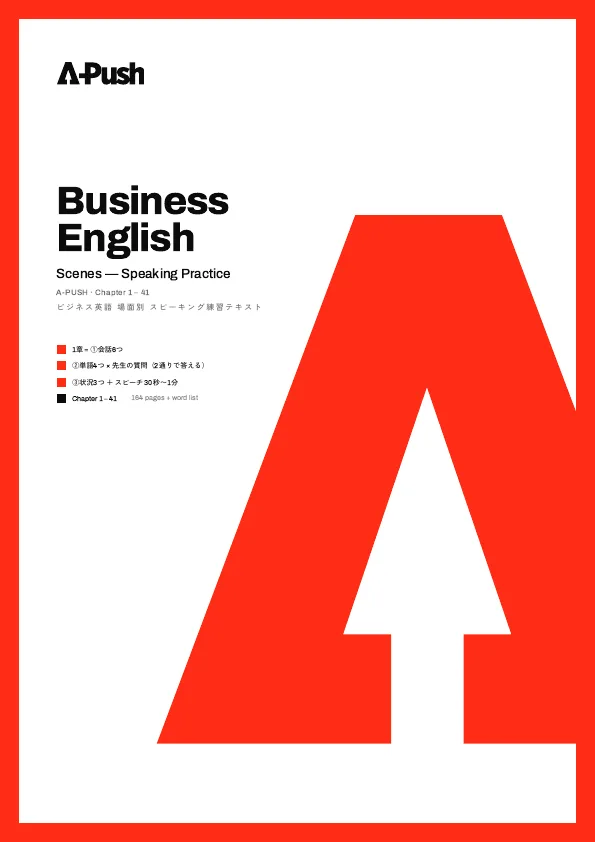 A-Push
Business
English
Scenes — Speaking Practice
A-PUSH · Chapter 1 – 41
ビジネス英語 場面別 スピーキング練習テキスト
1章 = ①会話6つ
②単語4つ × 先生の質問（2通りで答える）
③状況3つ ＋ スピーチ30秒〜1分
Chapter 1 – 41 164 pages + word list